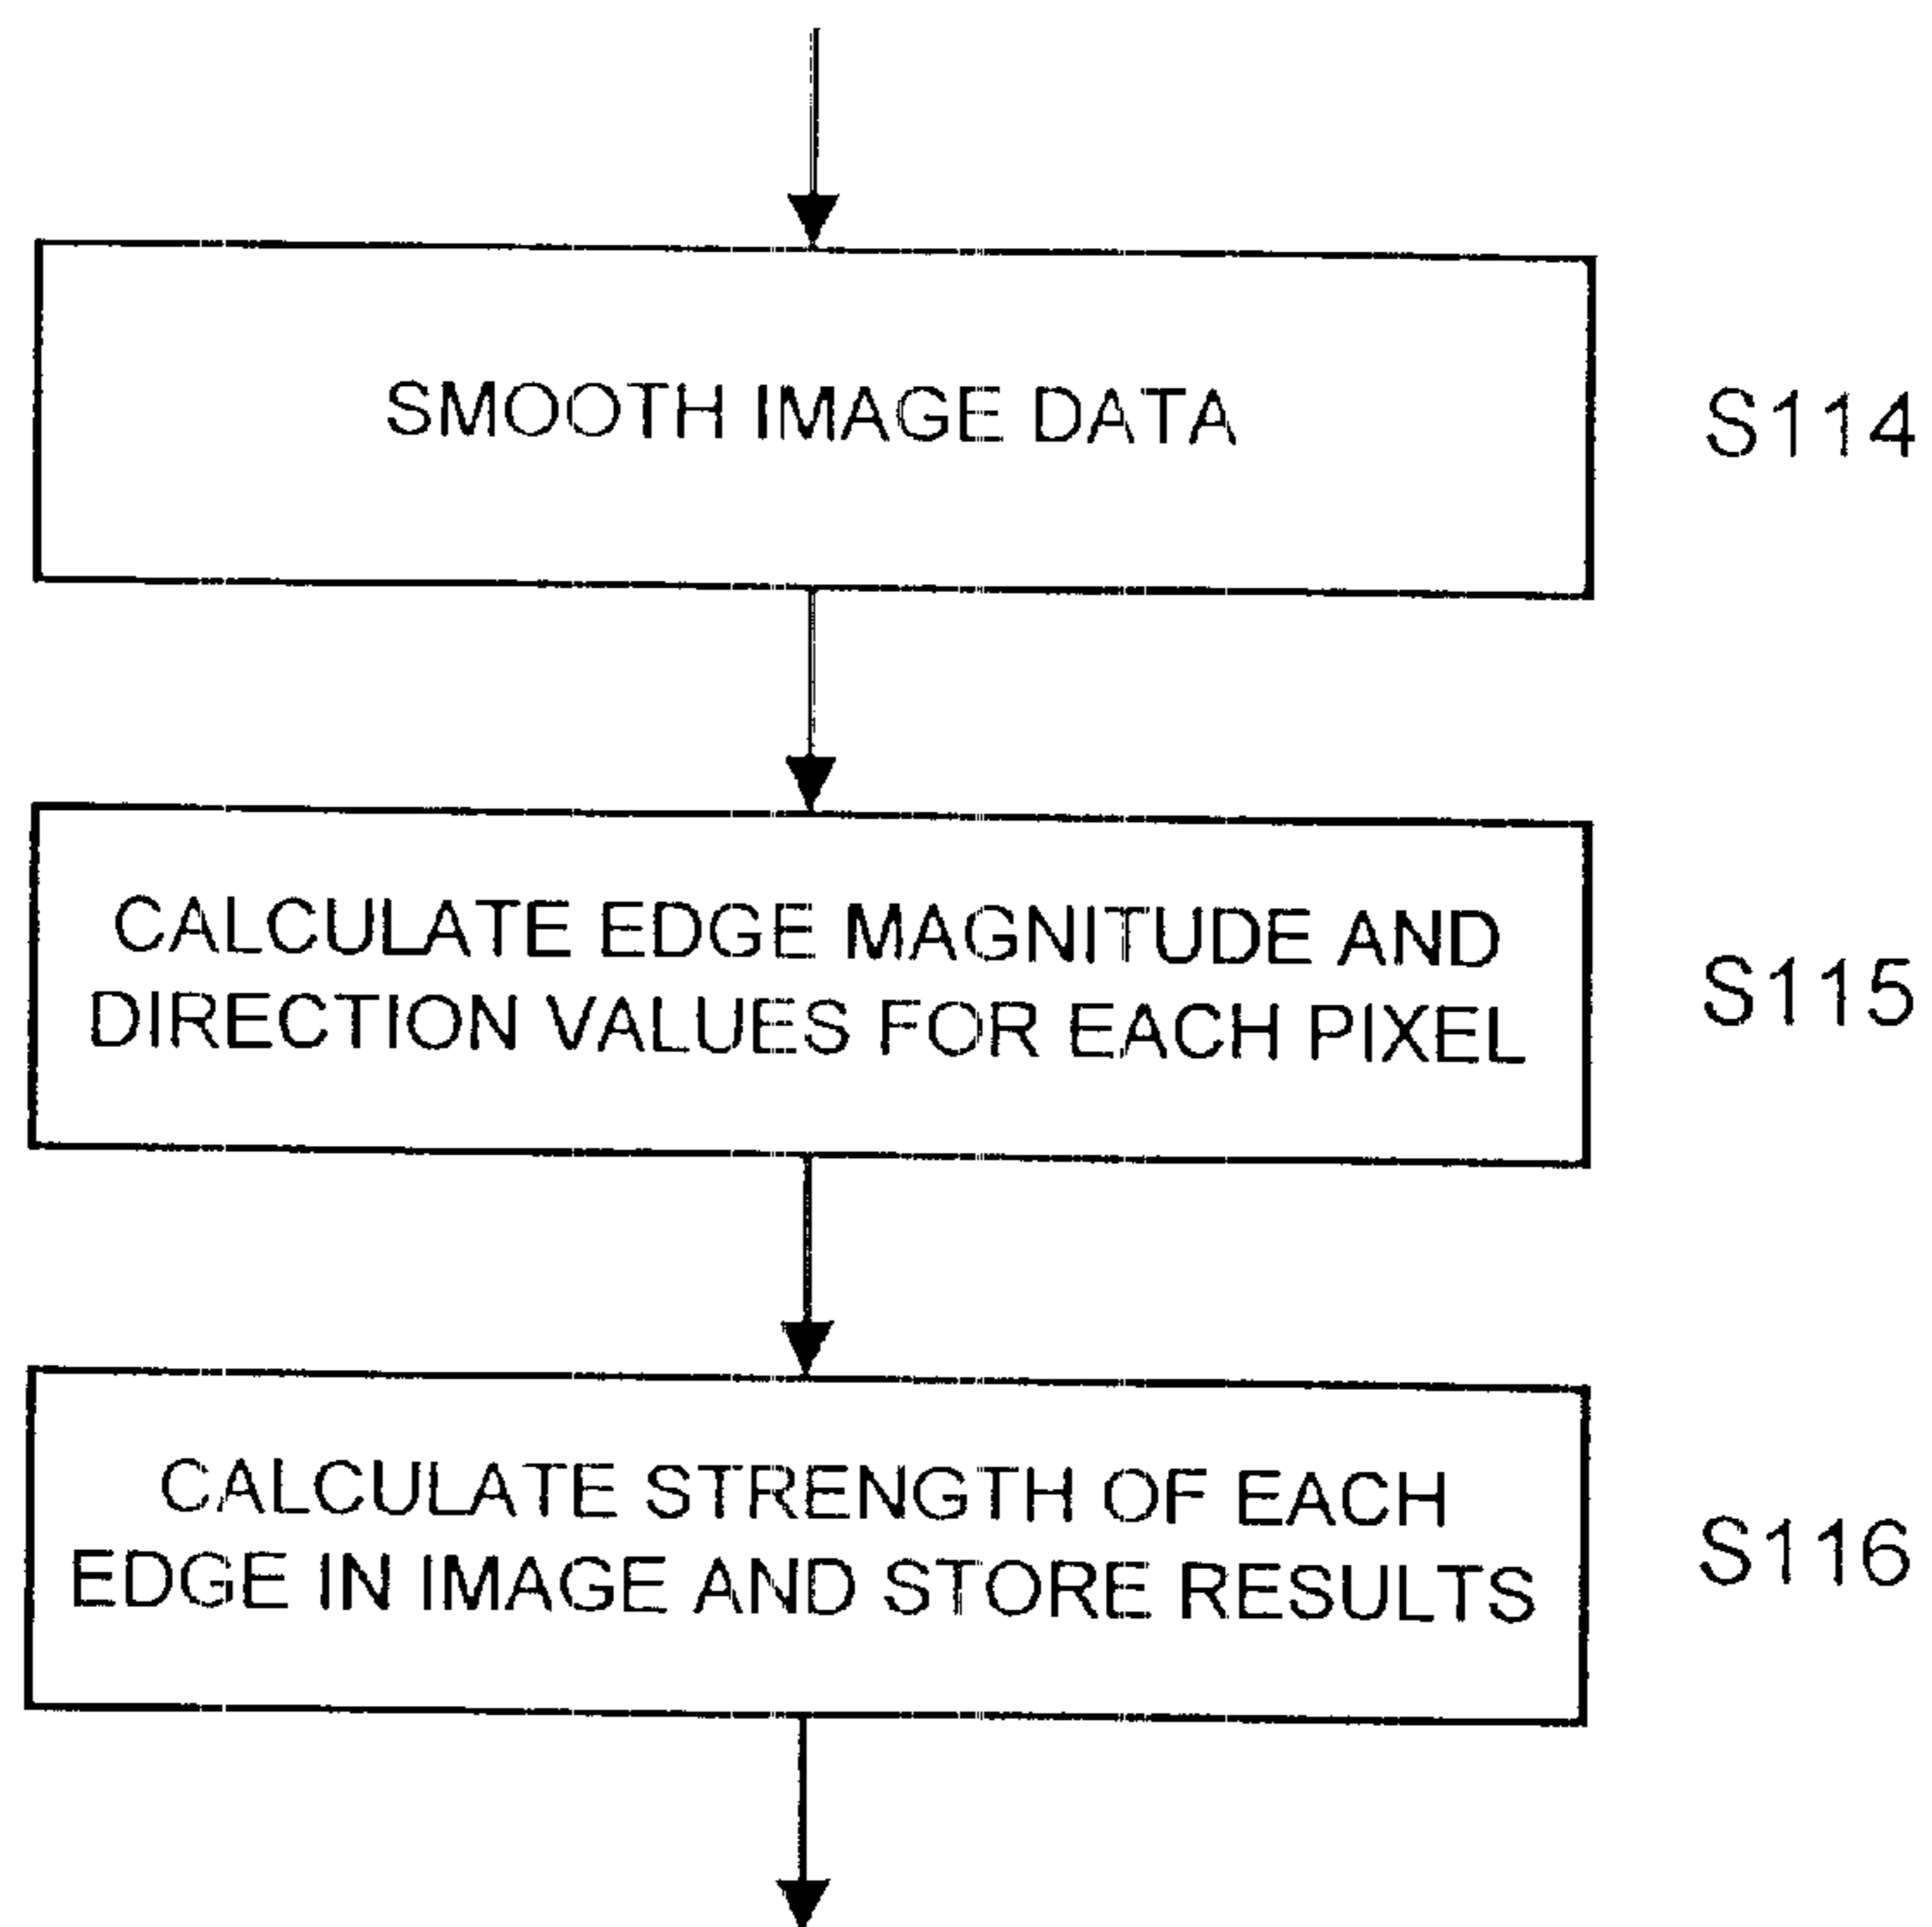 SMOOTH IMAGE DATA
S114
CALCULATE EDGE MAGNITUDE AND
DIRECTION VALUES FOR EACH PIXEL
S115
CALCULATE STRENGTH OF EACH
EDGE IN IMAGE AND STORE RESULTS
S116